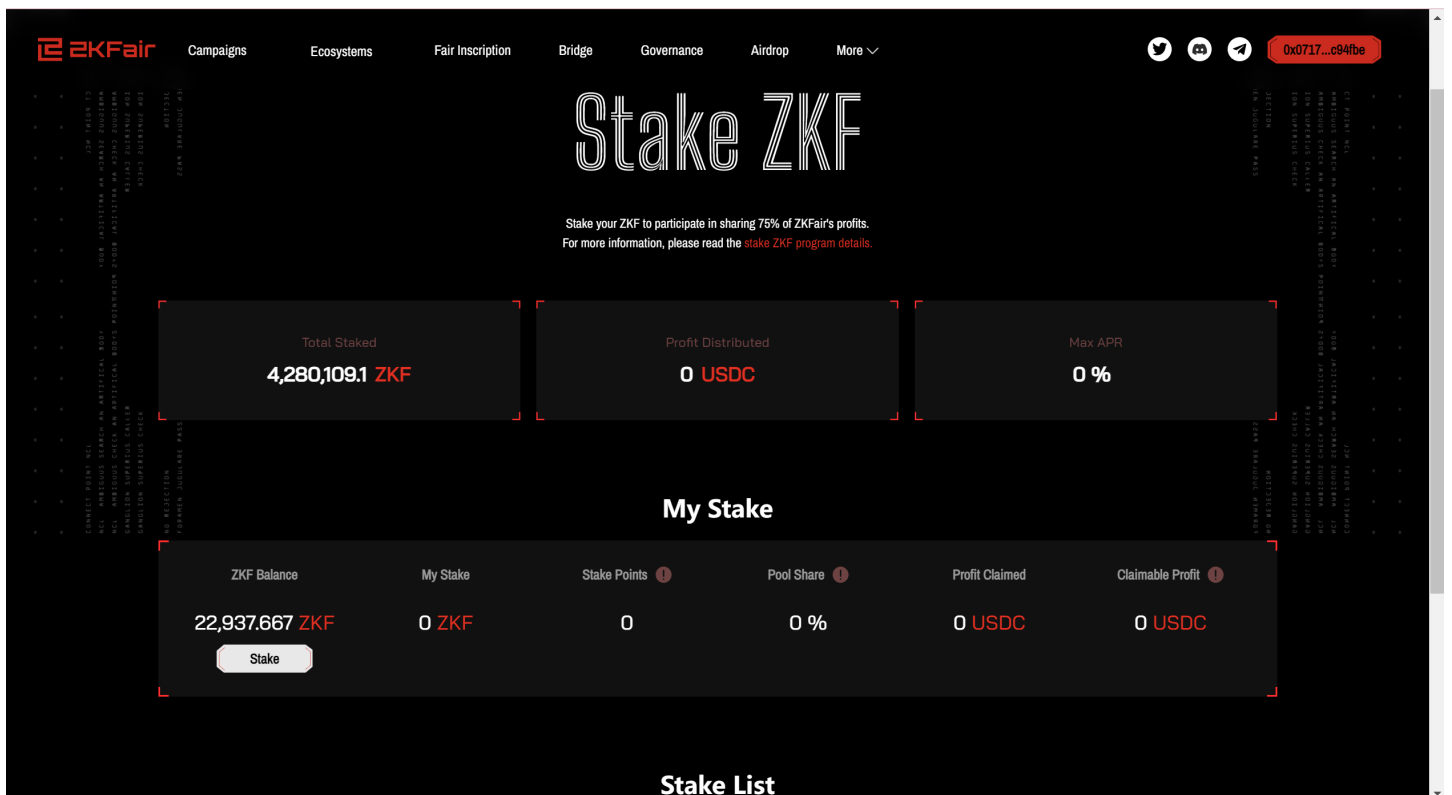 ZKFair
Campaigns
Ecosystems
Fair Inscription
Bridge
Governance
Airdrop
More
0x0717...c94fbe
Stake ZKF
Stake your ZKF to participate in sharing 75% of ZKFair's profits.
For more information, please read the stake ZKF program details.
Total Staked
4,280,109.1 ZKF
Profit Distributed
0 USDC
Max APR
0 %
My Stake
ZKF Balance
My Stake
Stake Points
Pool Share
Profit Claimed
Claimable Profit
22,937.667 ZKF
0 ZKF
0
0 %
0 USDC
0 USDC
Stake
Stake List